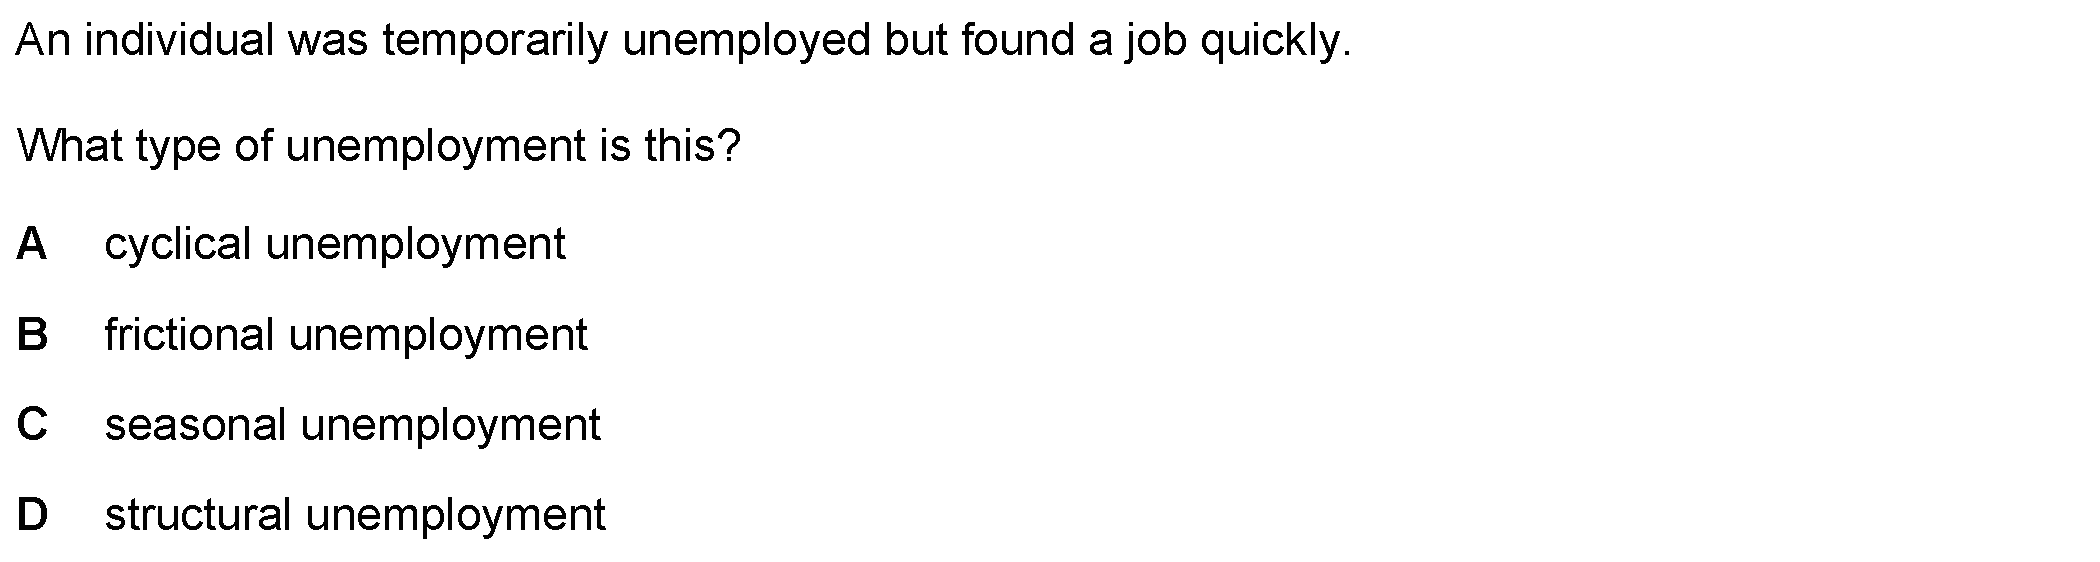 An individual was temporarily unemployed but found a job quickly.
What type of unemployment is this?
A cyclical unemployment
B frictional unemployment
C seasonal unemployment
D structural unemployment